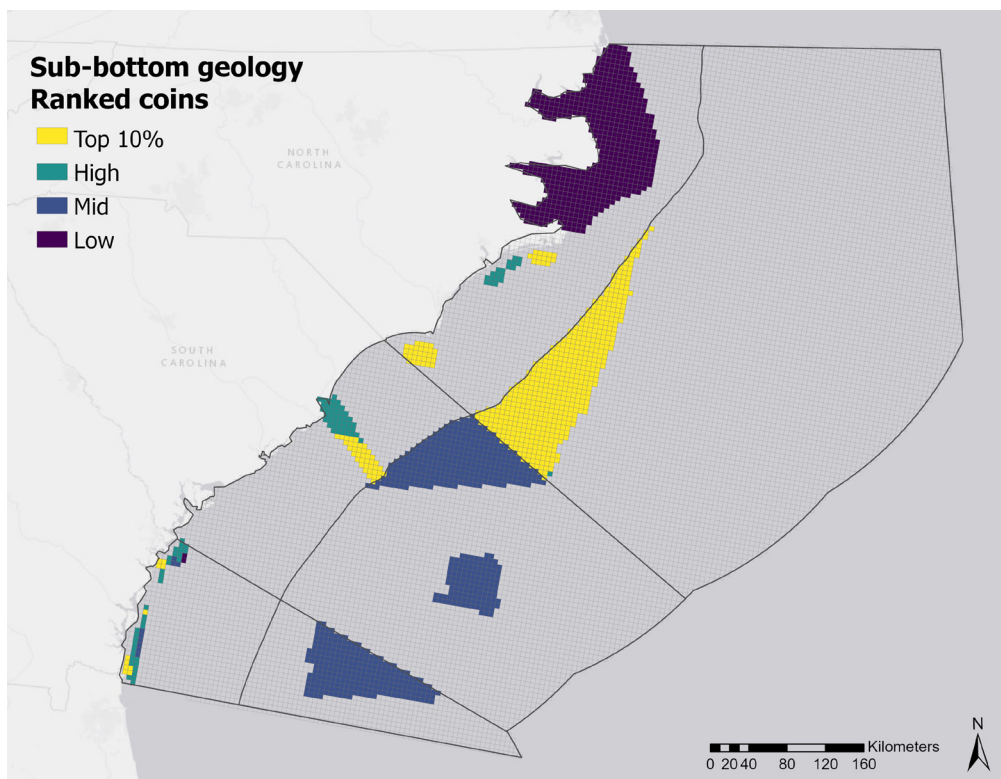 Sub-bottom geology
Ranked coins
Top 10%
High
Mid
Low
NORTH
CAROLINA
SOUTH
CAROLINA
N
Kilometers
0 20 40 80 120 160